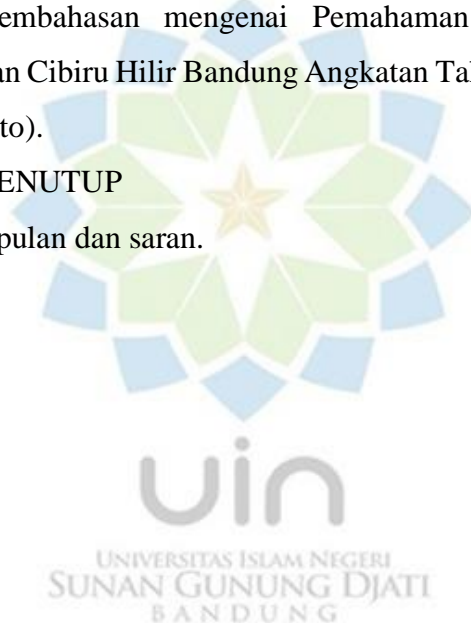 embahasan mengenai Pemahaman
an Cibiru Hilir Bandung Angkatan Ta
to).
ENUTUP
pulan dan saran.
uin
UNIVERSITAS ISLAM NEGERI
SUNAN GUNUNG DJATI
BANDUNG